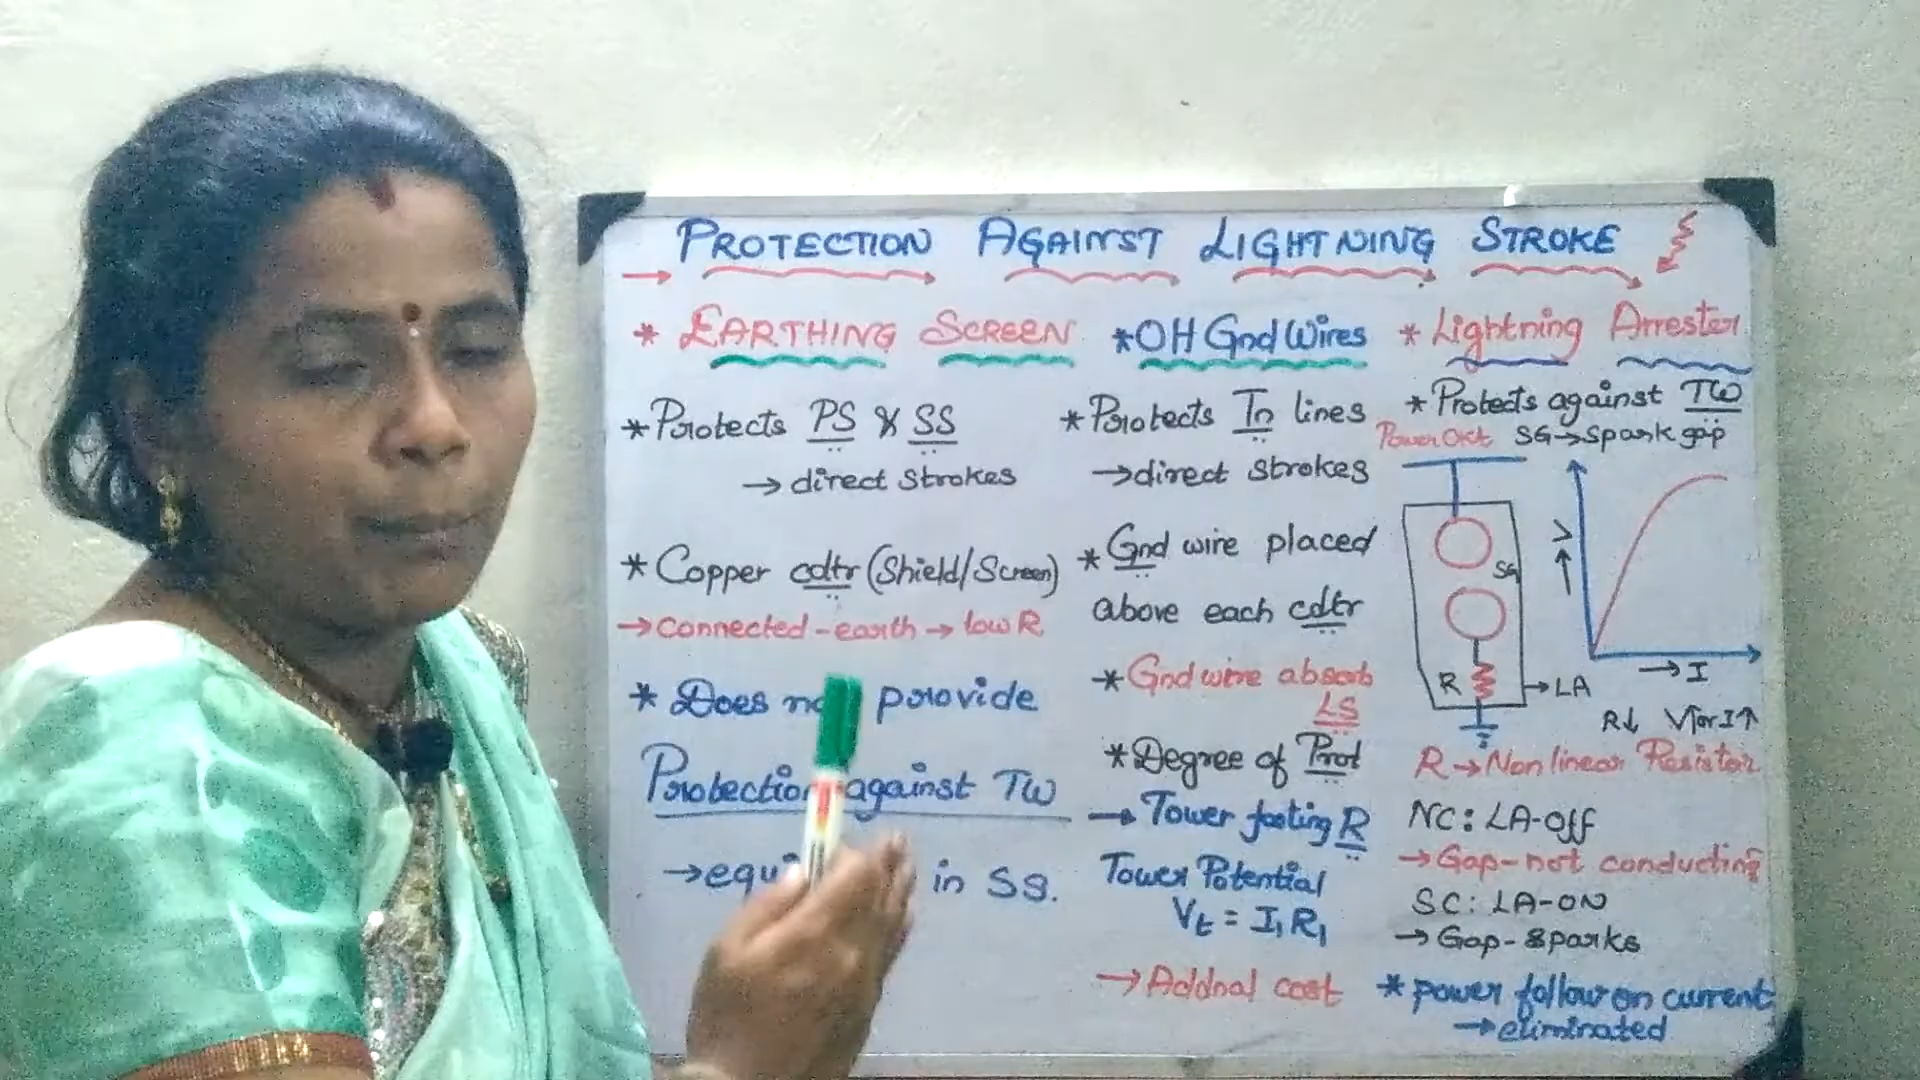 PROTECTION AGAINST LIGHTNING STROKE
* EARTHING SCREEN
* Protects PS & SS
→ direct strokes
* Copper cdtr (Shield/Screen)
→ connected - earth → low R
* Does provide
Protection against TW
→ in SS.
* OH Gnd Wires
* Protects Tn lines
→ direct strokes
* Gnd wire placed
above each cdtr
* Gnd wire absorb
LS
* Degree of Prot
→ Tower footing R
Tower Potential
Vt = I₁R₁
→ Addnal cost
* Lightning Arrester
* Protects against TW
Power Ckt SG → Spark gap
SG
V
R → LA
→ I
R↓ V↑ or I↑
R → Non linear Resistor
NC: LA-Off
→ Gap-not conducting
SC: LA-ON
→ Gap-Sparks
* power follow on current
→ eliminated